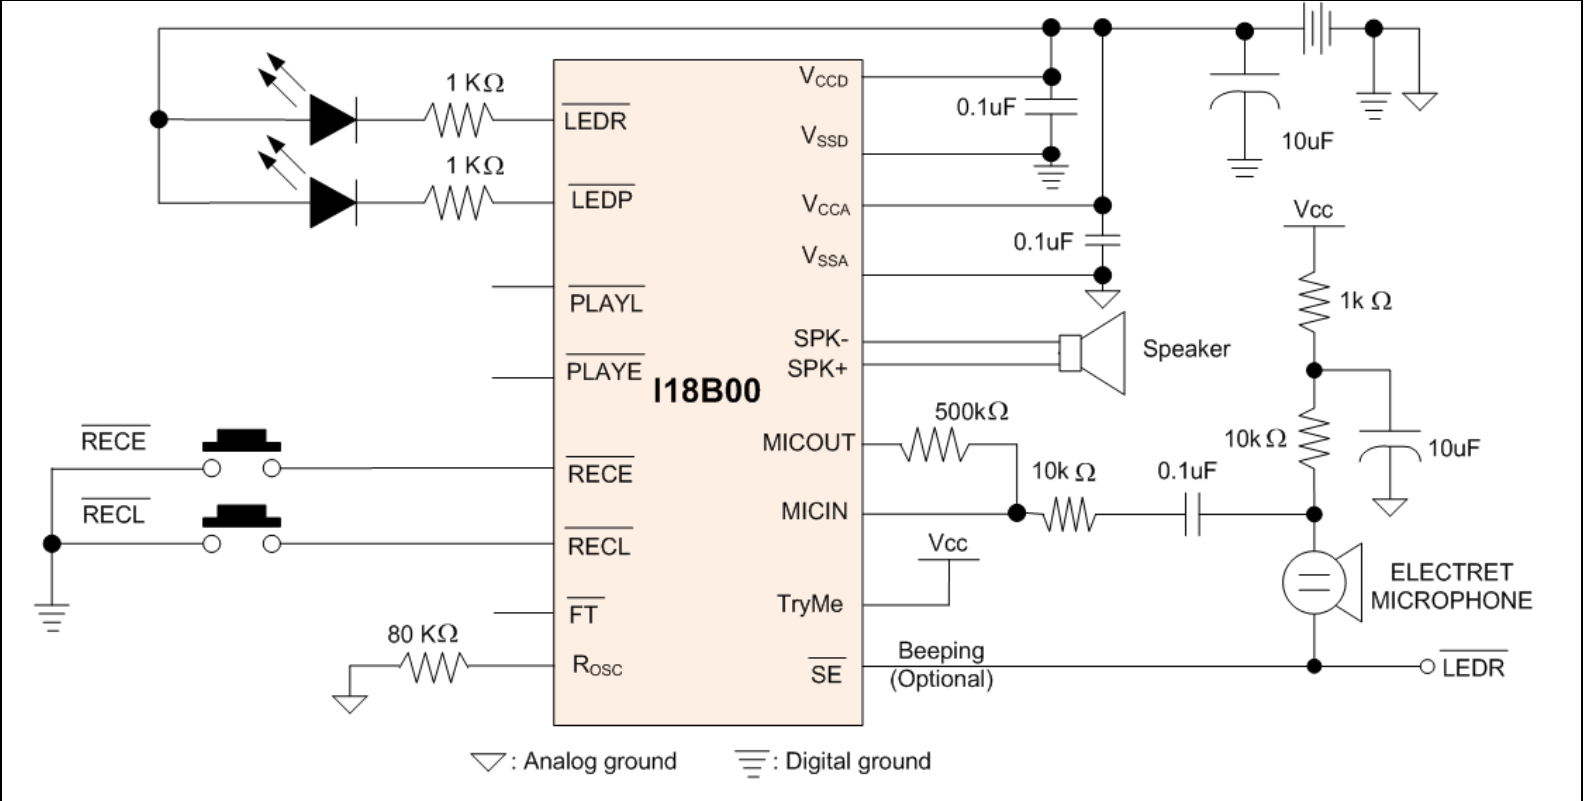 1 KΩ
LEDR
1 KΩ
LEDP
PLAYL
PLAYE
RECE
RECE
RECL
RECL
FT
80 KΩ
ROSC
I18B00
VCCD
0.1uF
VSSD
10uF
VCCA
0.1uF
VSSA
Vcc
1k Ω
SPK-
SPK+
Speaker
500kΩ
MICOUT
10k Ω
10uF
10k Ω
0.1uF
MICIN
Vcc
TryMe
ELECTRET
MICROPHONE
SE
Beeping
(Optional)
LEDR
: Analog ground
: Digital ground